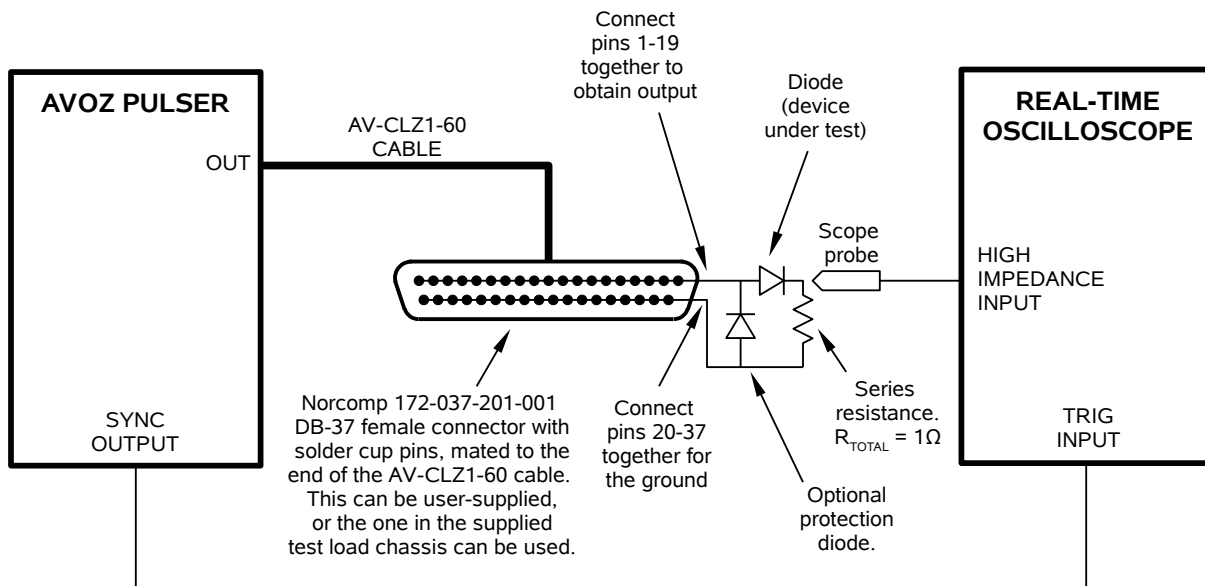 AVOZ PULSER
OUT
SYNC
OUTPUT
AV-CLZ1-60
CABLE
Connect
pins 1-19
together to
obtain output
Diode
(device
under test)
Scope
probe
REAL-TIME
OSCILLOSCOPE
HIGH
IMPEDANCE
INPUT
TRIG
INPUT
Norcomp 172-037-201-001
DB-37 female connector with
solder cup pins, mated to the
end of the AV-CLZ1-60 cable.
This can be user-supplied,
or the one in the supplied
test load chassis can be used.
Connect
pins 20-37
together for
the ground
Series
resistance.
R_TOTAL = 1Ω
Optional
protection
diode.